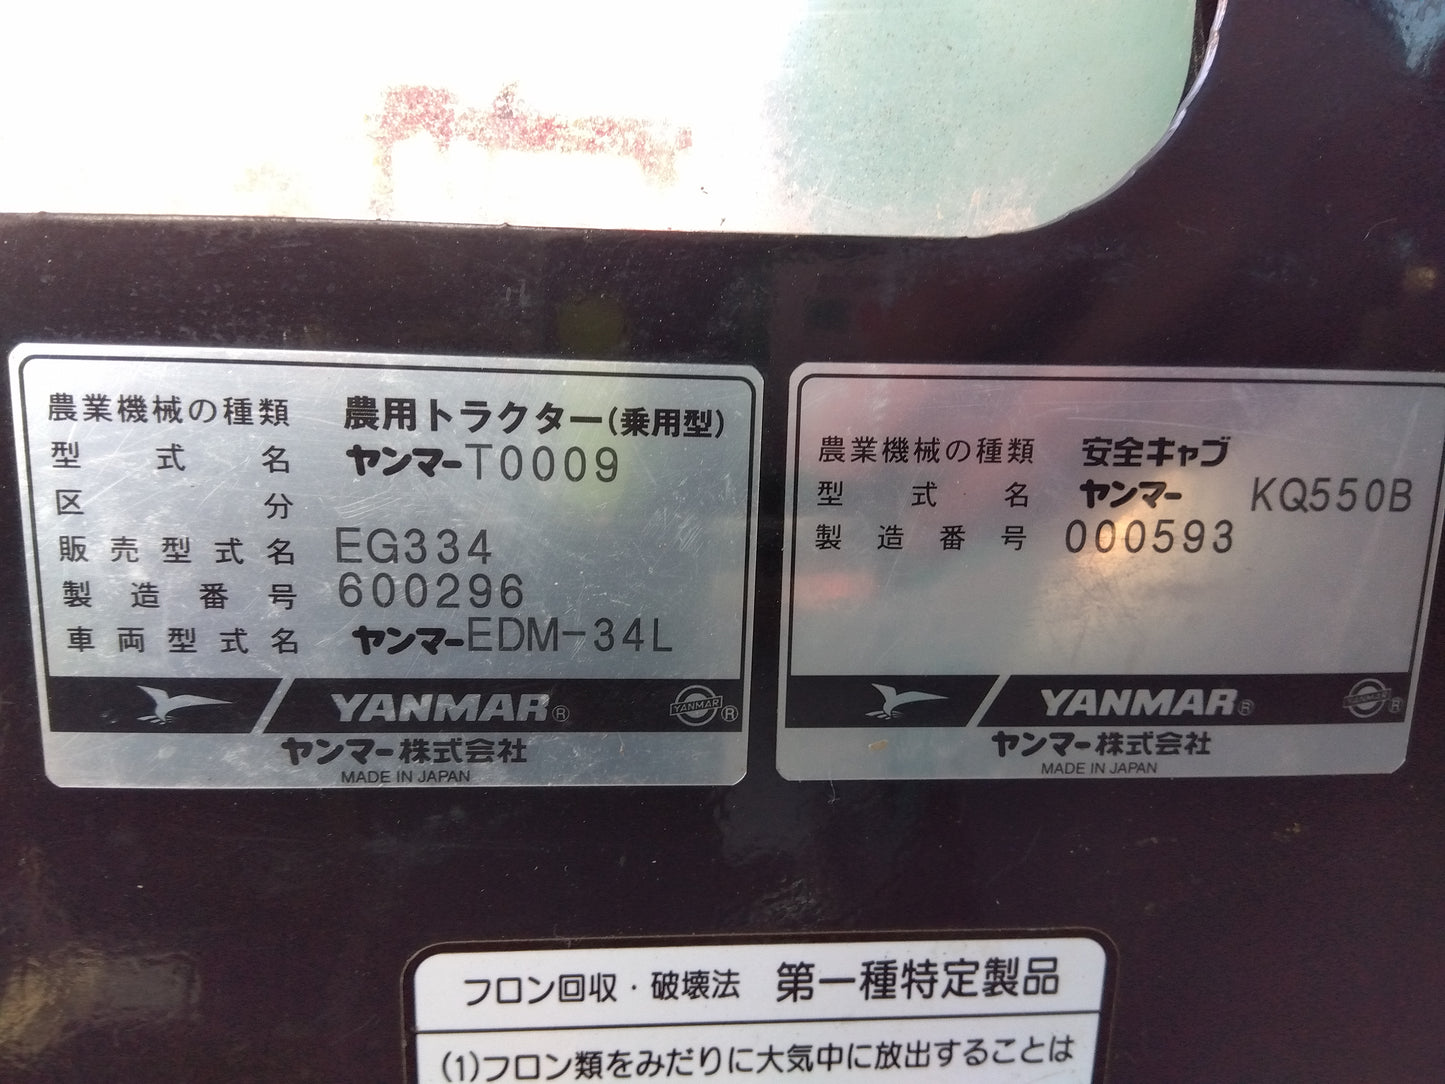 農業機械の種類 農用トラクター(乗用型)
型式名 ヤンマーT0009
区分
販売型式名 EG334
製造番号 600296
車両型式名 ヤンマーEDM-34L
YANMAR® YANMAR®
ヤンマー株式会社
MADE IN JAPAN
農業機械の種類 安全キャブ
型式名 ヤンマー KQ550B
製造番号 000593
YANMAR® YANMAR®
ヤンマー株式会社
MADE IN JAPAN
フロン回収・破壊法 第一種特定製品
(1)フロン類をみだりに大気中に放出することは